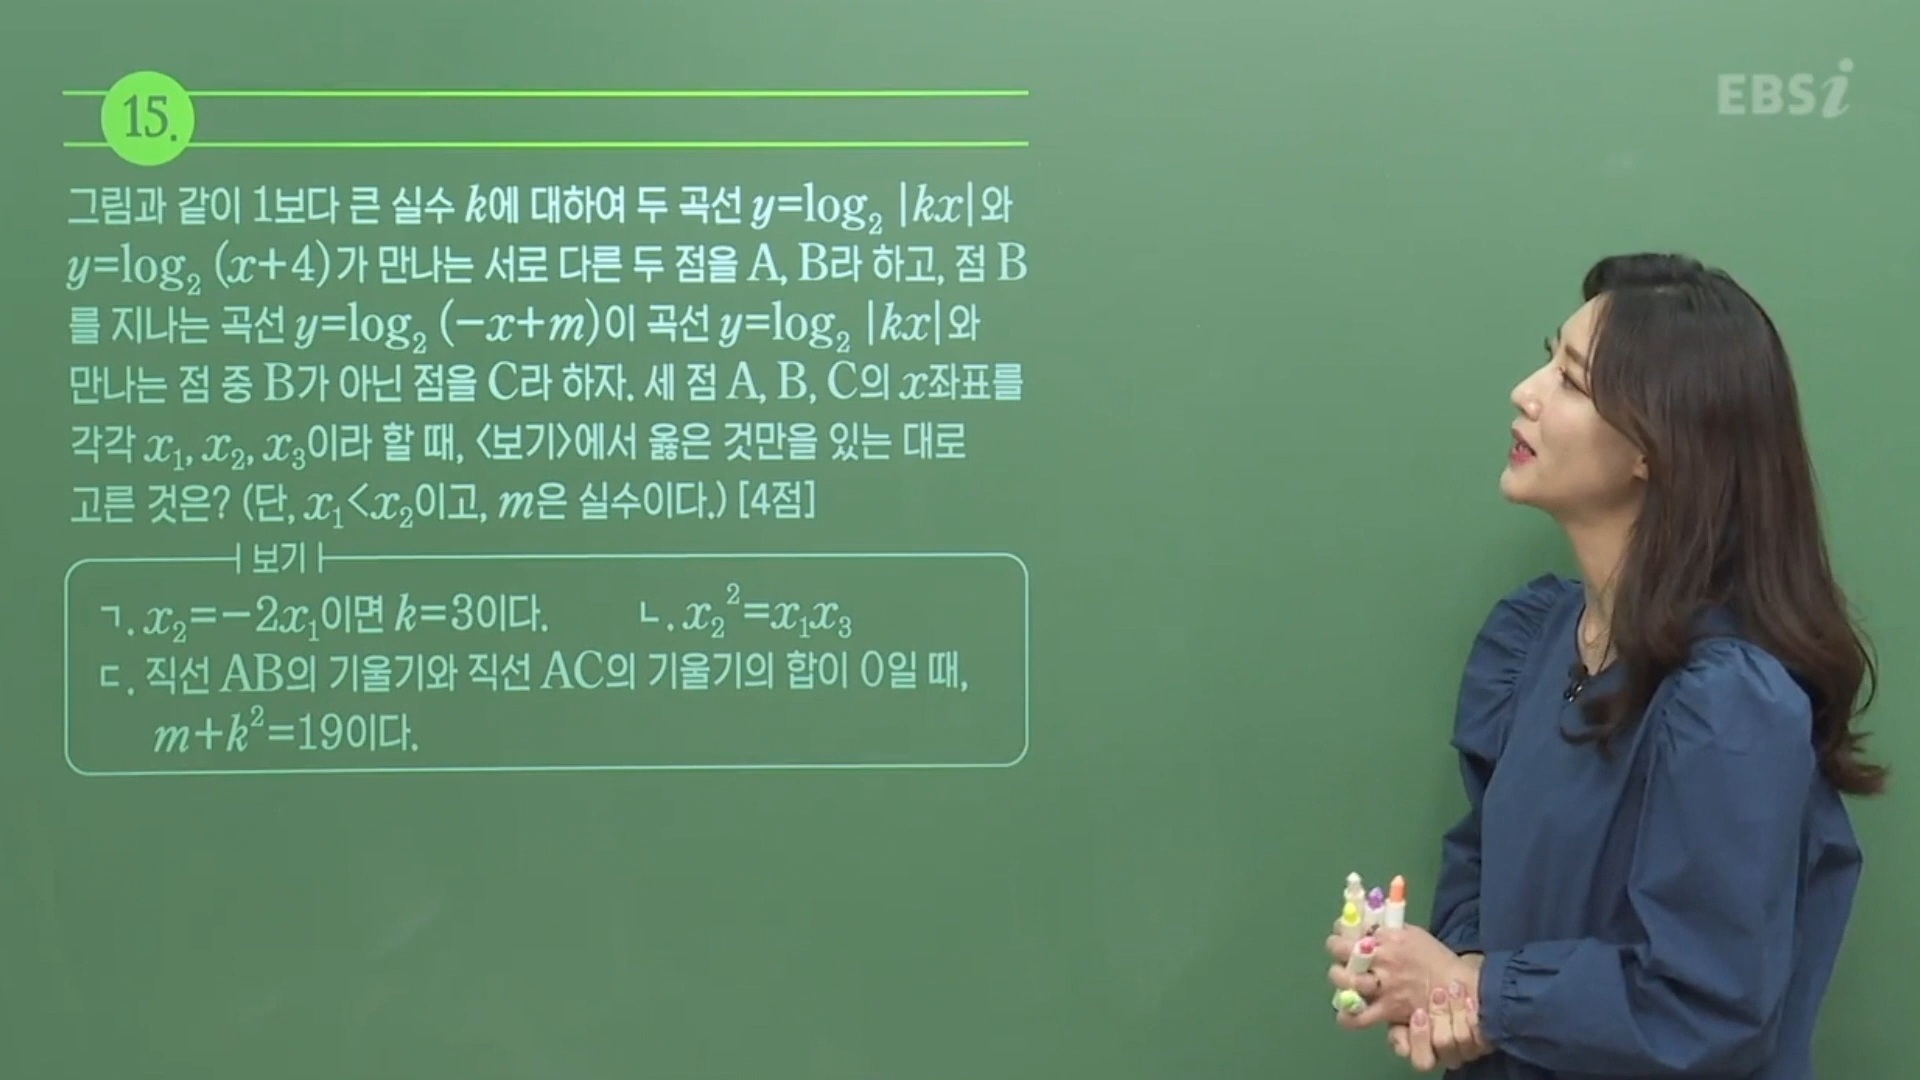 EBSi
15.
그림과 같이 1보다 큰 실수 k에 대하여 두 곡선 y=log₂ |kx|와
y=log₂ (x+4)가 만나는 서로 다른 두 점을 A, B라 하고, 점 B
를 지나는 곡선 y=log₂ (−x+m)이 곡선 y=log₂ |kx|와
만나는 점 중 B가 아닌 점을 C라 하자. 세 점 A, B, C의 x좌표를
각각 x₁, x₂, x₃이라 할 때, <보기>에서 옳은 것만을 있는 대로
고른 것은? (단, x₁<x₂이고, m은 실수이다.) [4점]
보기
ㄱ. x₂=−2x₁이면 k=3이다. ㄴ. x₂²=x₁x₃
ㄷ. 직선 AB의 기울기와 직선 AC의 기울기의 합이 0일 때,
m+k²=19이다.